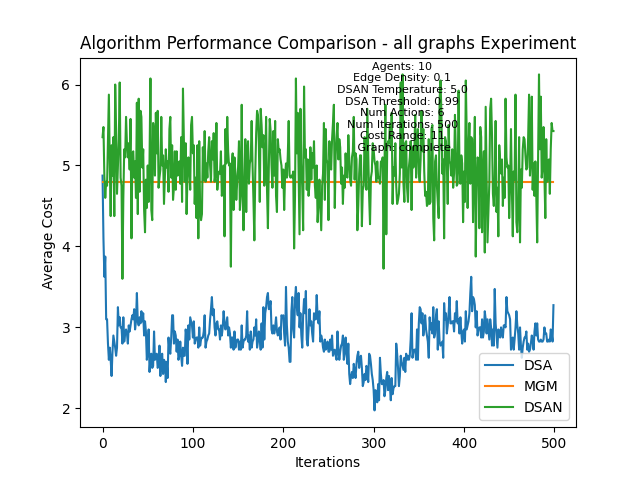 Algorithm Performance Comparison - all graphs Experiment
Agents: 10
Edge Density: 0.1
DSAN Temperature: 5.0
DSA Threshold: 0.99
Num Actions: 6
Num Iterations: 500
Cost Range: 11
Graph: complete
6
5
4
3
2
Average Cost
0
100
200
300
400
500
Iterations
DSA
MGM
DSAN